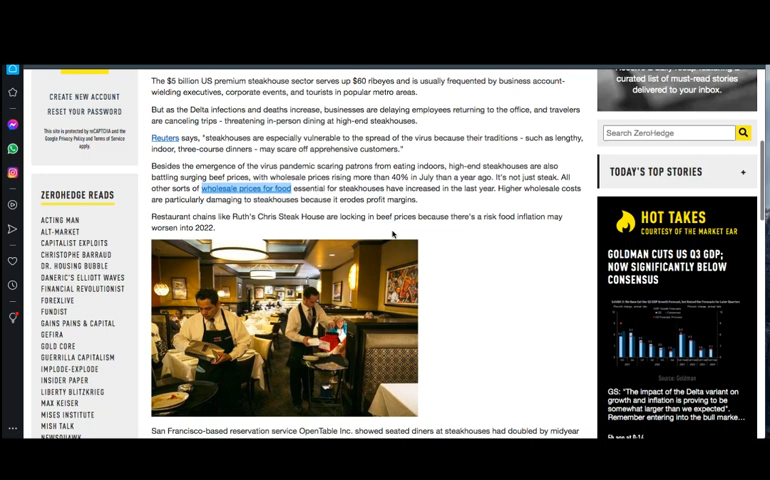 CREATE NEW ACCOUNT
RESET YOUR PASSWORD
This site is protected by reCAPTCHA and the
Google Privacy Policy and Terms of Service
apply.
ZEROHEDGE READS
ACTING MAN
ALT-MARKET
CAPITALIST EXPLOITS
CHRISTOPHE BARRAUD
DR. HOUSING BUBBLE
DANERIC'S ELLIOTT WAVES
FINANCIAL REVOLUTIONIST
FOREXLIVE
FUNDIST
GAINS PAINS & CAPITAL
GEFIRA
GOLD CORE
GUERRILLA CAPITALISM
IMPLODE-EXPLODE
INSIDER PAPER
LIBERTY BLITZKRIEG
MAX KEISER
MISES INSTITUTE
MISH TALK
NEWSQUAWK
The $5 billion US premium steakhouse sector serves up $60 ribeyes and is usually frequented by business account-
wielding executives, corporate events, and tourists in popular metro areas.
But as the Delta infections and deaths increase, businesses are delaying employees returning to the office, and travelers
are canceling trips - threatening in-person dining at high-end steakhouses.
Reuters says, "steakhouses are especially vulnerable to the spread of the virus because their traditions - such as lengthy,
indoor, three-course dinners - may scare off apprehensive customers."
Besides the emergence of the virus pandemic scaring patrons from eating indoors, high-end steakhouses are also
battling surging beef prices, with wholesale prices rising more than 40% in July than a year ago. It's not just steak. All
other sorts of wholesale prices for food essential for steakhouses have increased in the last year. Higher wholesale costs
are particularly damaging to steakhouses because it erodes profit margins.
Restaurant chains like Ruth's Chris Steak House are locking in beef prices because there's a risk food inflation may
worsen into 2022.
San Francisco-based reservation service OpenTable Inc. showed seated diners at steakhouses had doubled by midyear
curated list of must-read stories
delivered to your inbox.
Search ZeroHedge
TODAY'S TOP STORIES +
HOT TAKES
COURTESY OF THE MARKET EAR
GOLDMAN CUTS US Q3 GDP;
NOW SIGNIFICANTLY BELOW
CONSENSUS
Source: Goldman
GS: "The impact of the Delta variant on
growth and inflation is proving to be
somewhat larger than we expected".
Remember entering into the bull marke...